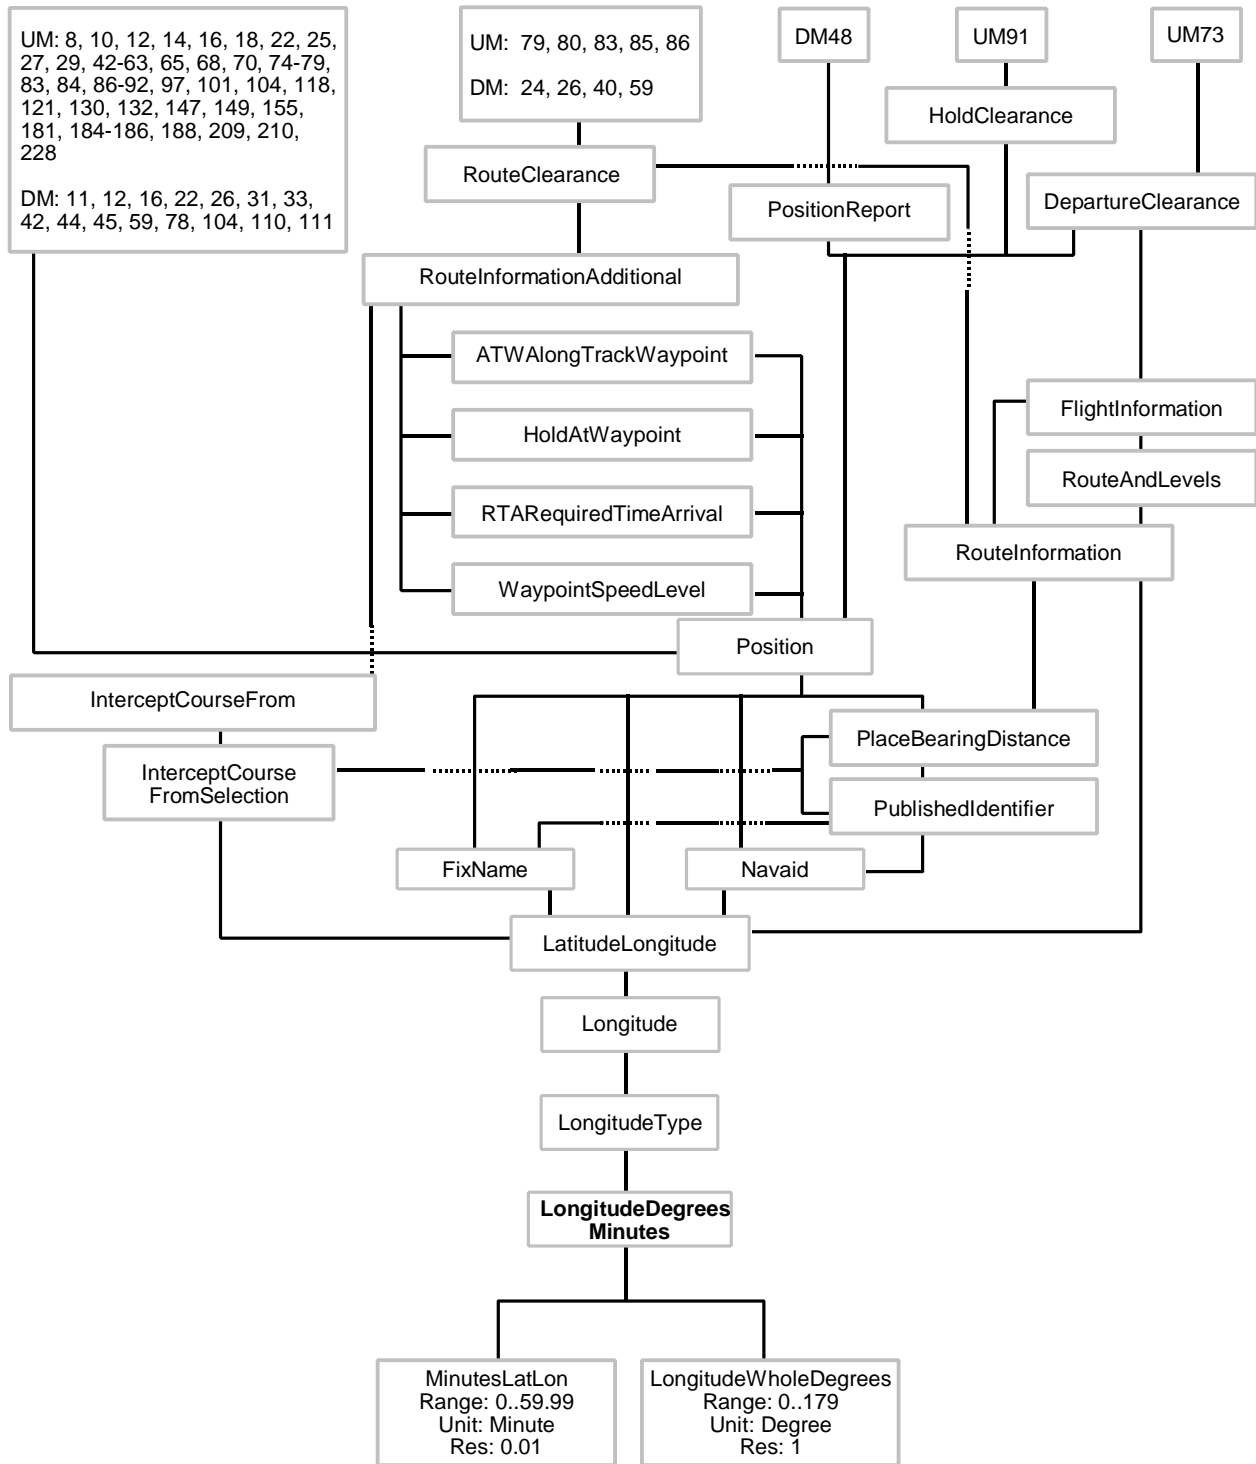 UM: 8, 10, 12, 14, 16, 18, 22, 25,
27, 29, 42-63, 65, 68, 70, 74-79,
83, 84, 86-92, 97, 101, 104, 118,
121, 130, 132, 147, 149, 155,
181, 184-186, 188, 209, 210,
228
DM: 11, 12, 16, 22, 26, 31, 33,
42, 44, 45, 59, 78, 104, 110, 111
UM: 79, 80, 83, 85, 86
DM: 24, 26, 40, 59
DM48
UM91
UM73
HoldClearance
RouteClearance
PositionReport
DepartureClearance
RouteInformationAdditional
ATWAlongTrackWaypoint
FlightInformation
HoldAtWaypoint
RouteAndLevels
RTARequiredTimeArrival
RouteInformation
WaypointSpeedLevel
Position
InterceptCourseFrom
PlaceBearingDistance
InterceptCourse
FromSelection
PublishedIdentifier
FixName
Navaid
LatitudeLongitude
Longitude
LongitudeType
LongitudeDegrees
Minutes
MinutesLatLon
Range: 0..59.99
Unit: Minute
Res: 0.01
LongitudeWholeDegrees
Range: 0..179
Unit: Degree
Res: 1